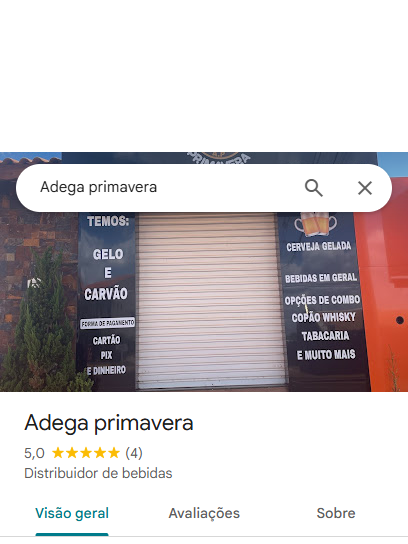 PRIMAVERA
Adega primavera
TEMOS:
GELO
E
CARVÃO
FORMA DE PAGAMENTO
CARTÃO
PIX
E DINHEIRO
CERVEJA GELADA
BEBIDAS EM GERAL
OPÇÕES DE COMBO
COPÃO WHISKY
TABACARIA
E MUITO MAIS
Adega primavera
5,0 ★★★★★ (4)
Distribuidor de bebidas
Visão geral
Avaliações
Sobre